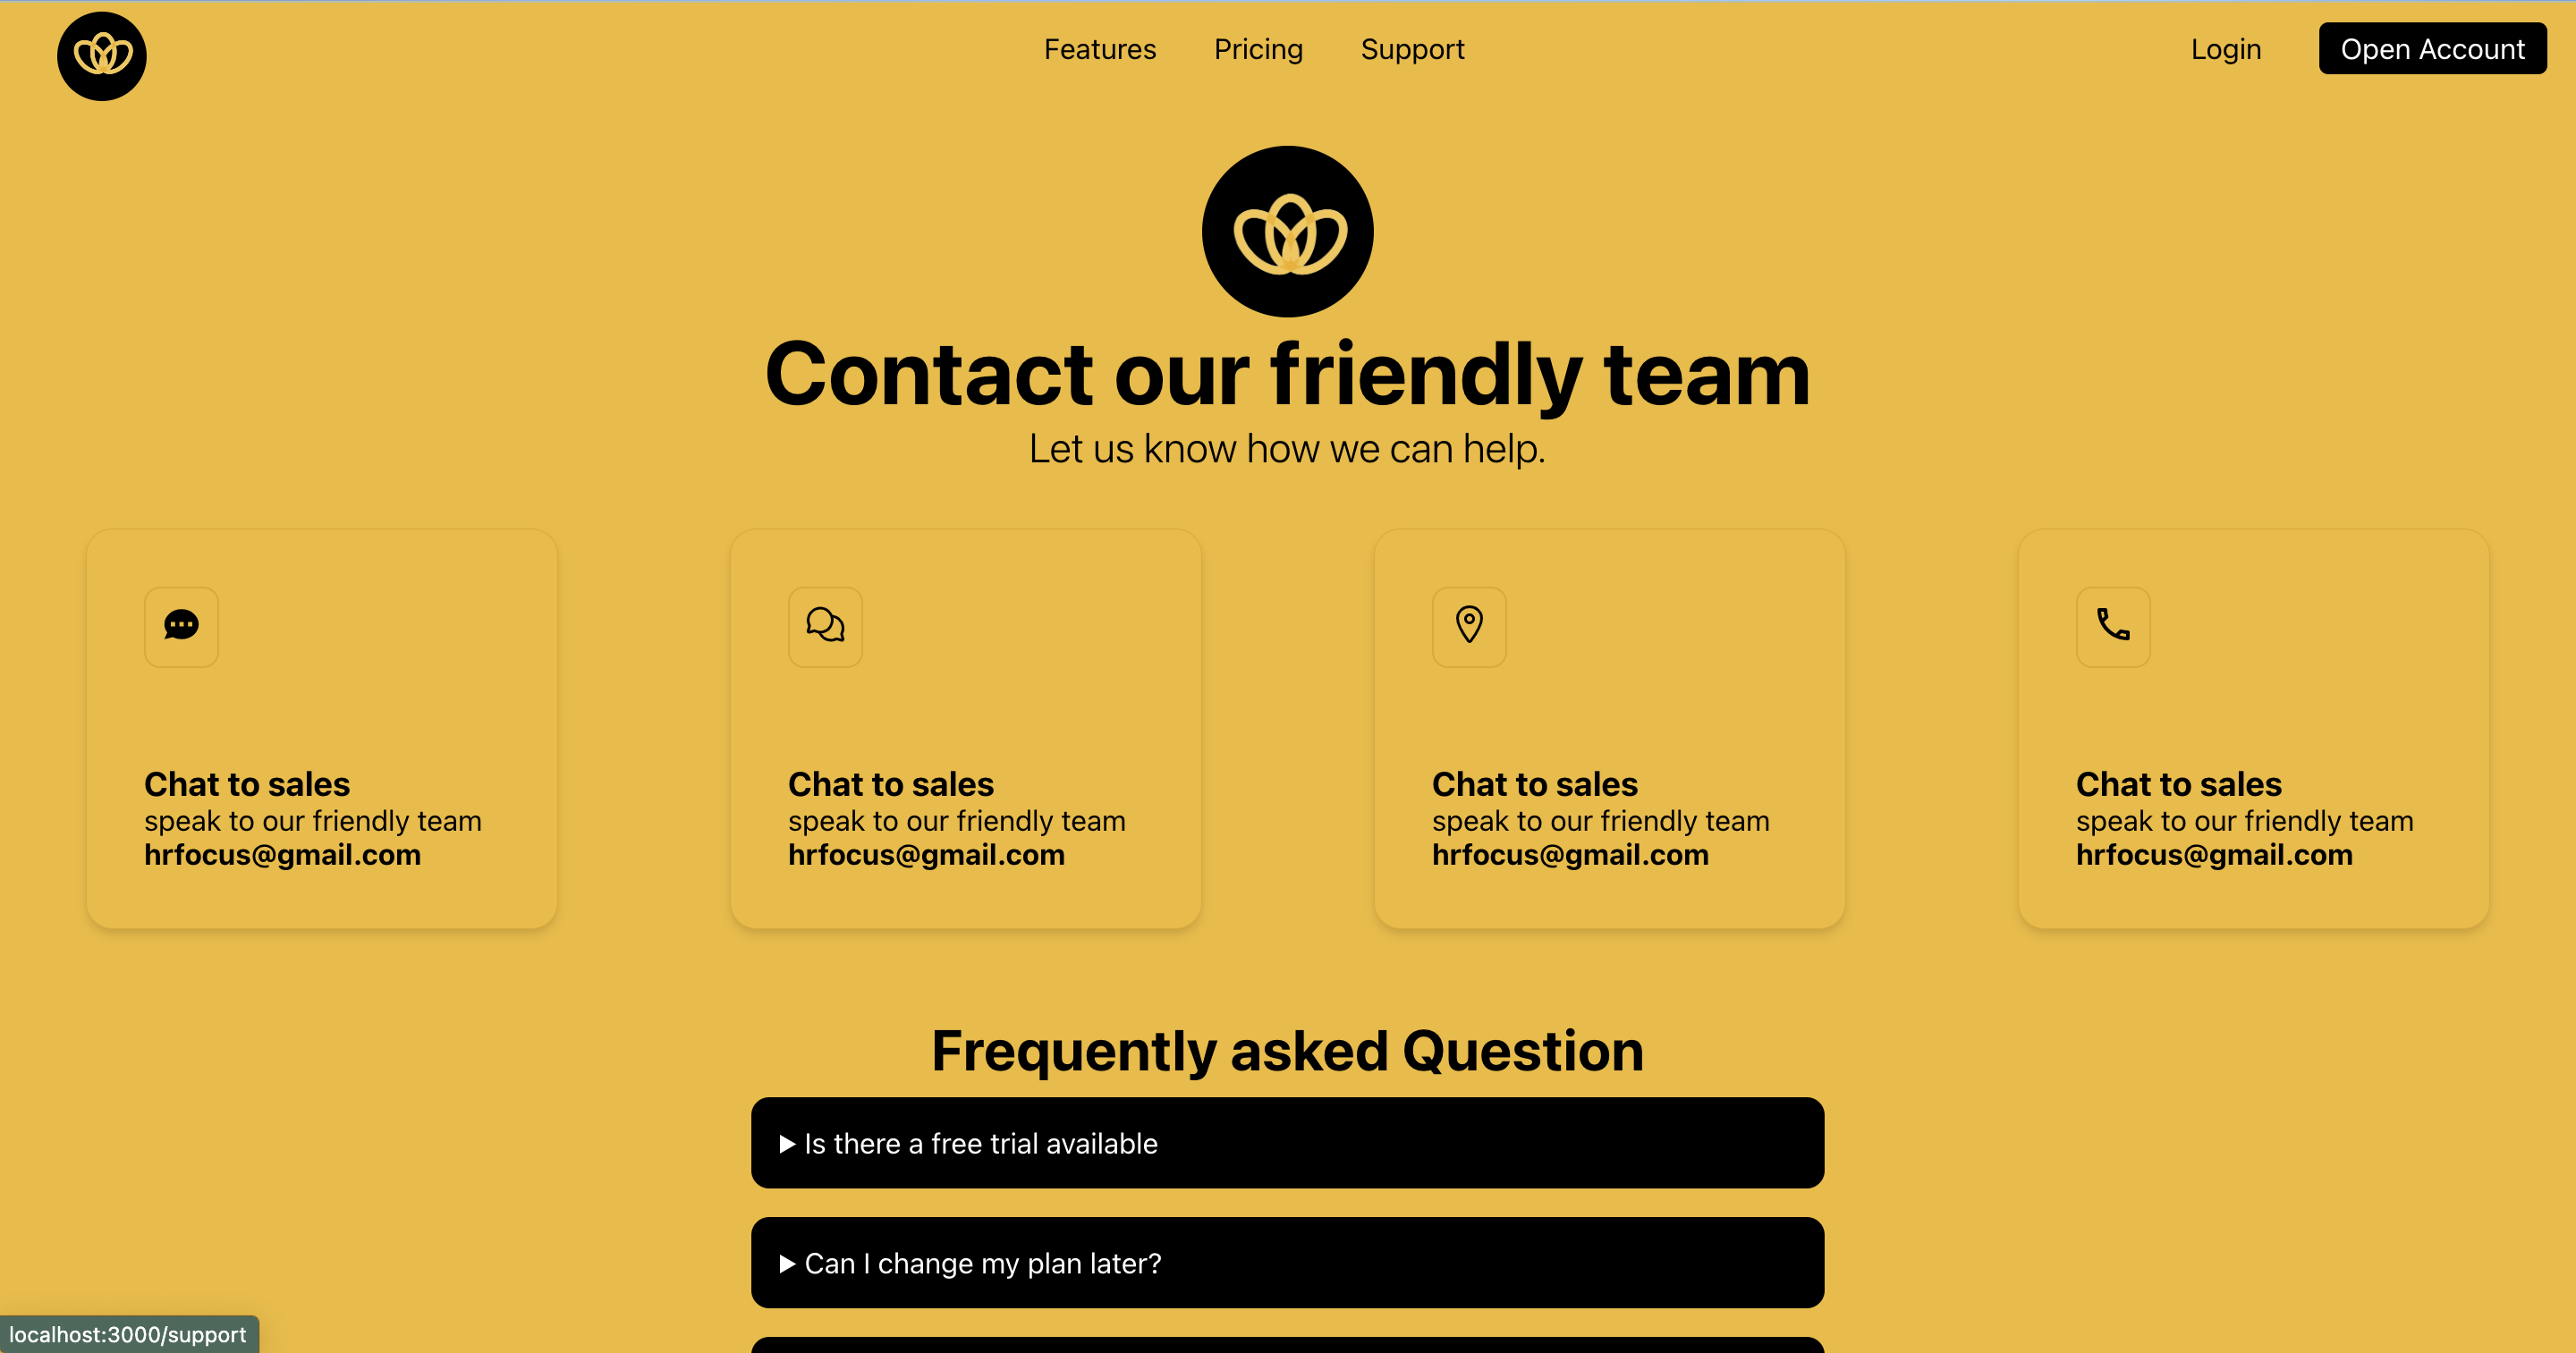 Features Pricing Support Login Open Account
Contact our friendly team
Let us know how we can help.
Chat to sales
speak to our friendly team
hrfocus@gmail.com
Chat to sales
speak to our friendly team
hrfocus@gmail.com
Chat to sales
speak to our friendly team
hrfocus@gmail.com
Chat to sales
speak to our friendly team
hrfocus@gmail.com
Frequently asked Question
Is there a free trial available
Can I change my plan later?
localhost:3000/support